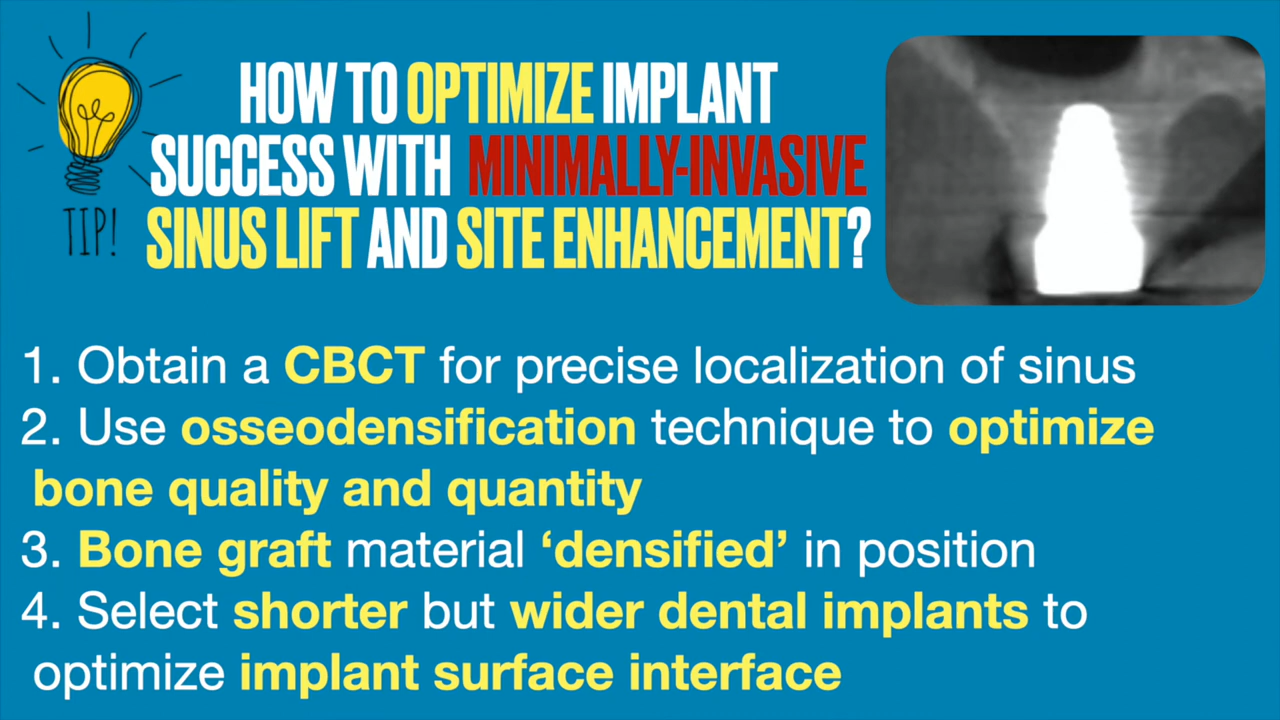 HOW TO OPTIMIZE IMPLANT
SUCCESS WITH MINIMALLY-INVASIVE
SINUS LIFT AND SITE ENHANCEMENT?
TIP!
1. Obtain a CBCT for precise localization of sinus
2. Use osseodensification technique to optimize
bone quality and quantity
3. Bone graft material ‘densified’ in position
4. Select shorter but wider dental implants to
optimize implant surface interface